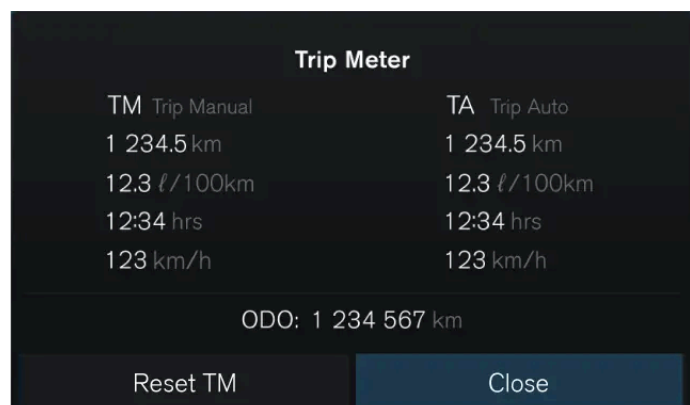 Trip Meter
TM Trip Manual
TA Trip Auto
1 234.5 km
1 234.5 km
12.3 ℓ/100km
12.3 ℓ/100km
12:34 hrs
12:34 hrs
123 km/h
123 km/h
ODO: 1 234 567 km
Reset TM
Close